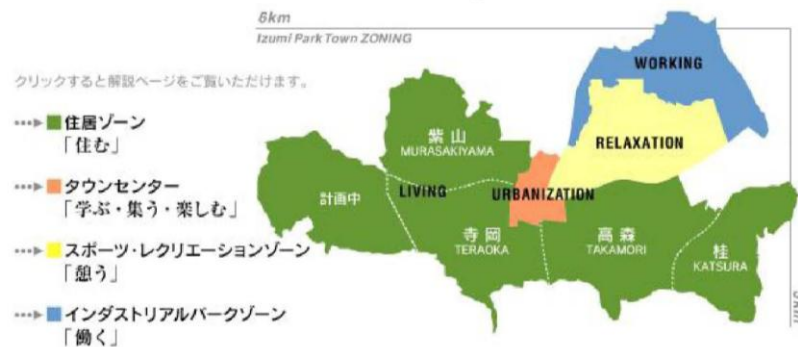 6km
Izumi Park Town ZONING
クリックすると解説ページをご覧いただけます。
住居ゾーン
「住む」
タウンセンター
「学ぶ・集う・楽しむ」
スポーツ・レクリエーションゾーン
「憩う」
インダストリアルパークゾーン
「働く」
WORKING
RELAXATION
紫山
MURASAKIYAMA
計画中
LIVING
URBANIZATION
寺岡
TERAOKA
高森
TAKAMORI
桂
KATSURA